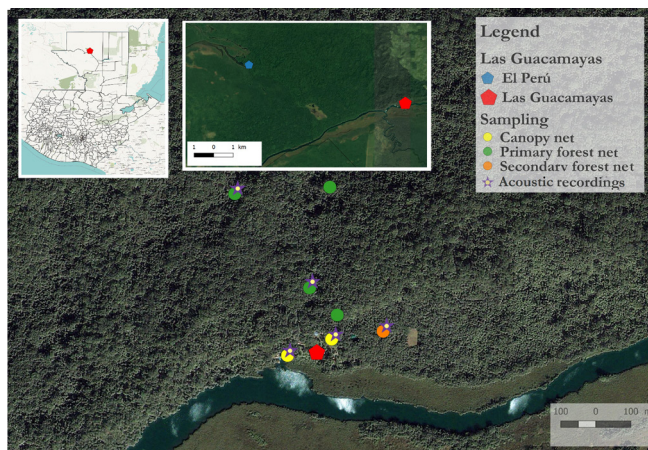 Legend
Las Guacamayas
El Perú
Las Guacamayas
Sampling
Canopy net
Primary forest net
Secondary forest net
Acoustic recordings
1 0 1 km
100 0 100 m